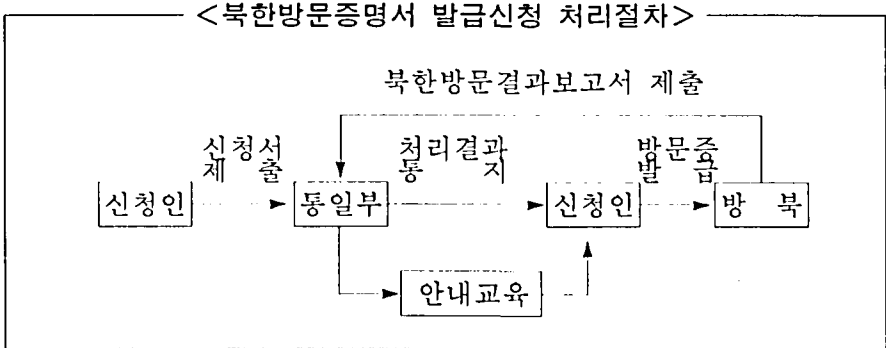 <북한방문증명서 발급신청 처리절차>
북한방문결과보고서 제출
신청서 처리결과 방문증
제 출 통 지 발 급
신청인 통일부 신청인 방 북
안내교육